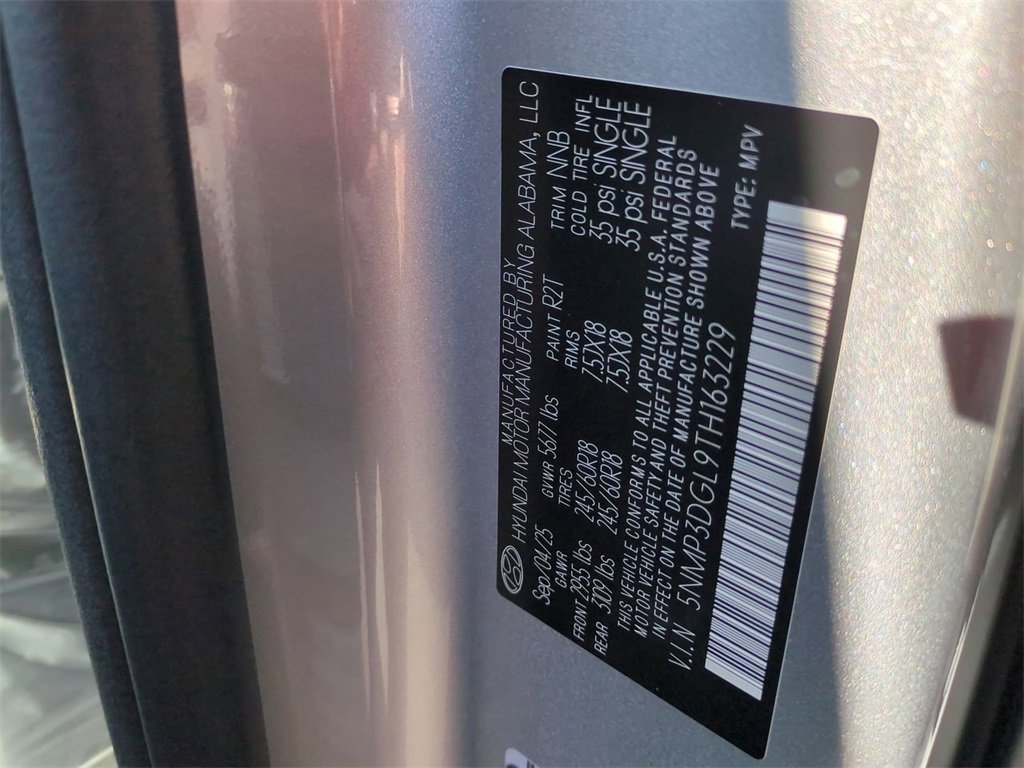 MANUFACTURED BY
HYUNDAI MOTOR MANUFACTURING ALABAMA, LLC
Sep/04/25 GVWR 5677 lbs PAINT R2T TRIM NNB
GAWR TIRES RIMS COLD TIRE INFL
FRONT 2955 lbs 245/60R18 7.5JX18 35 psi SINGLE
REAR 3109 lbs 245/60R18 7.5JX18 35 psi SINGLE
THIS VEHICLE CONFORMS TO ALL APPLICABLE U.S.A. FEDERAL
MOTOR VEHICLE SAFETY AND THEFT PREVENTION STANDARDS
IN EFFECT ON THE DATE OF MANUFACTURE SHOWN ABOVE
V.I.N 5NMP3DGL9TH163229 TYPE: MPV